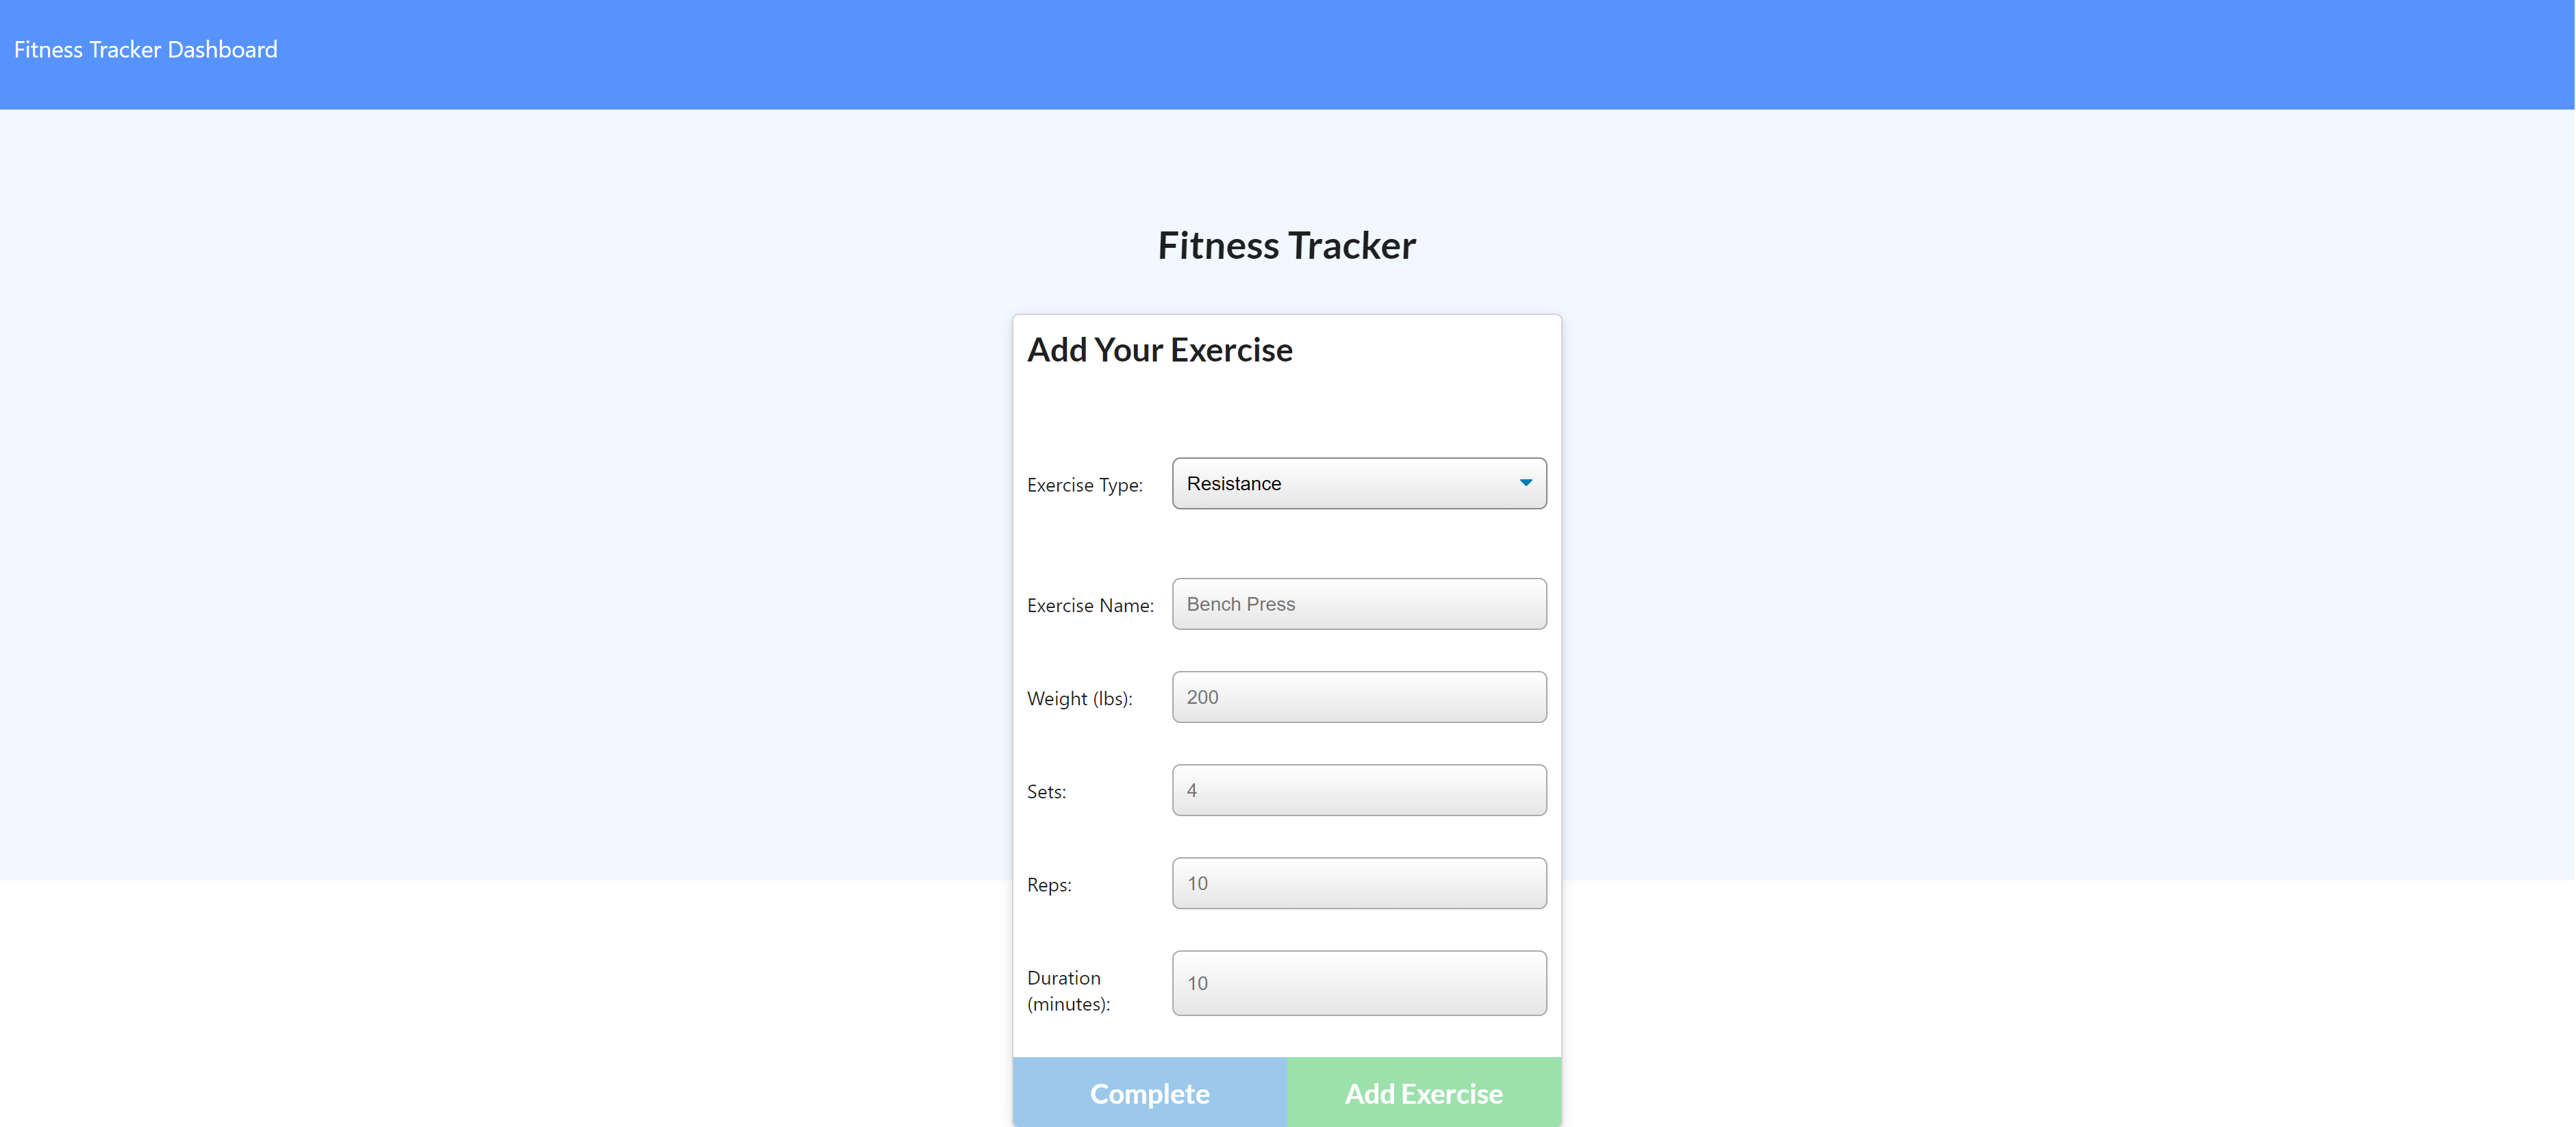 Fitness Tracker Dashboard
Fitness Tracker
Add Your Exercise
Exercise Type: Resistance
Exercise Name: Bench Press
Weight (lbs): 200
Sets: 4
Reps: 10
Duration
(minutes): 10
Complete Add Exercise